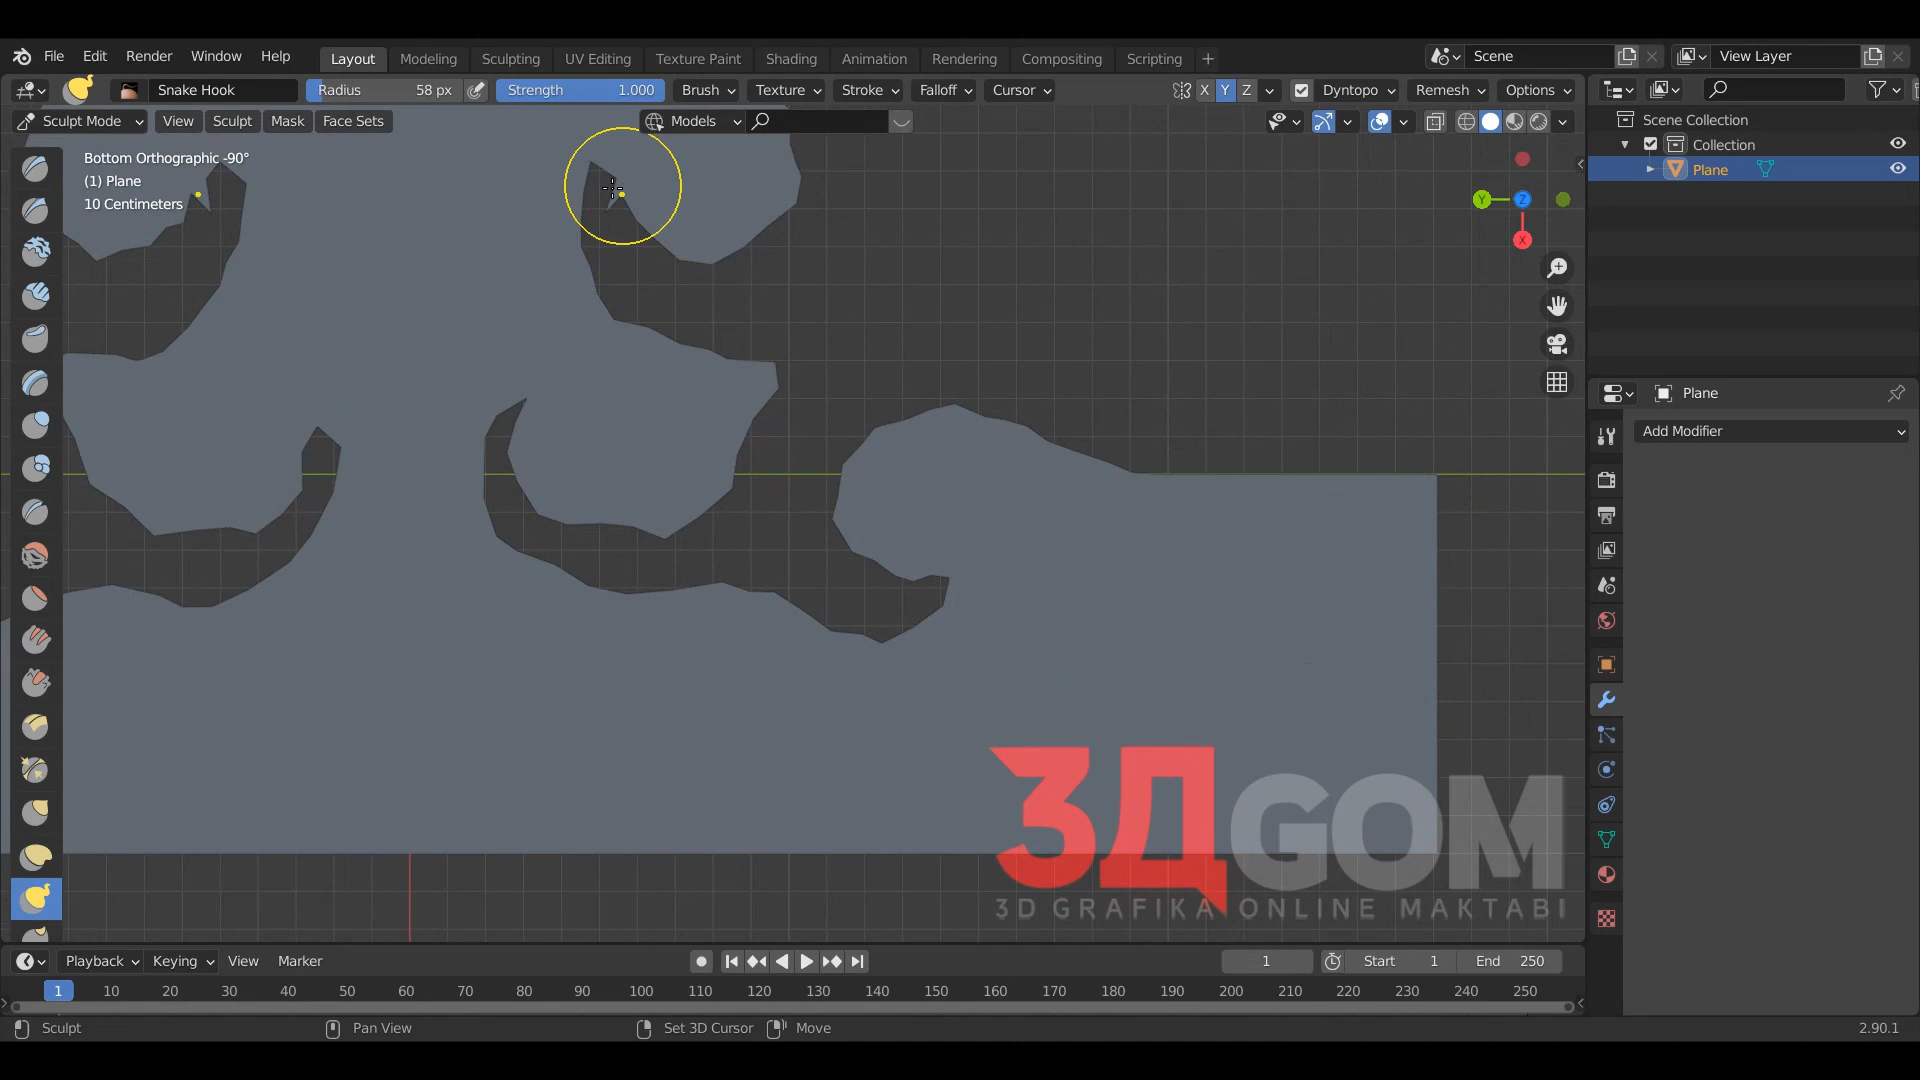 File Edit Render Window Help Layout Modeling Sculpting UV Editing Texture Paint Shading Animation Rendering Compositing Scripting + Scene View Layer
Snake Hook Radius 58 px Strength 1.000 Brush Texture Stroke Falloff Cursor X Y Z Dyntopo Remesh Options
Sculpt Mode View Sculpt Mask Face Sets Models
Scene Collection
Collection
Plane
Bottom Orthographic -90°
(1) Plane
10 Centimeters
Y Z X
Plane
Add Modifier
3ДGOM
3D GRAFIKA ONLINE MAKTABI
Playback Keying View Marker 1 Start 1 End 250
1 10 20 30 40 50 60 70 80 90 100 110 120 130 140 150 160 170 180 190 200 210 220 230 240 250
Sculpt Pan View Set 3D Cursor Move 2.90.1